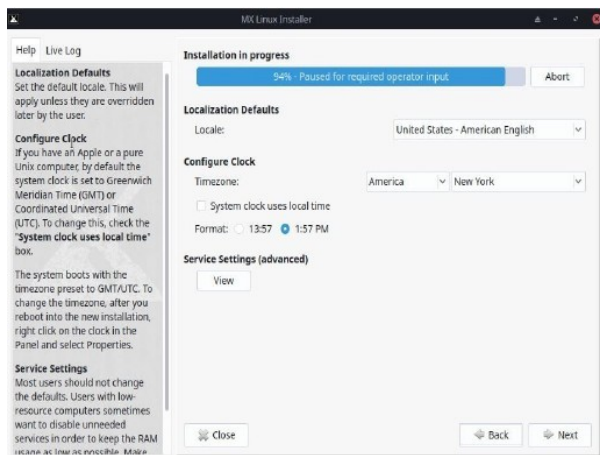 MX Linux Installer
Help Live Log
Localization Defaults
Set the default locale. This will
apply unless they are overridden
later by the user.
Configure Clock
If you have an Apple or a pure
Unix computer, by default the
system clock is set to Greenwich
Meridian Time (GMT) or
Coordinated Universal Time
(UTC). To change this, check the
"System clock uses local time"
box.
The system boots with the
timezone preset to GMT/UTC. To
change the timezone, after you
reboot into the new installation,
right click on the clock in the
Panel and select Properties.
Service Settings
Most users should not change
the defaults. Users with low-
resource computers sometimes
want to disable unneeded
services in order to keep the RAM
usage as low as possible. Make
Installation in progress
94% - Paused for required operator input
Abort
Localization Defaults
Locale: United States - American English
Configure Clock
Timezone: America New York
System clock uses local time
Format: 13:57 1:57 PM
Service Settings (advanced)
View
Close Back Next